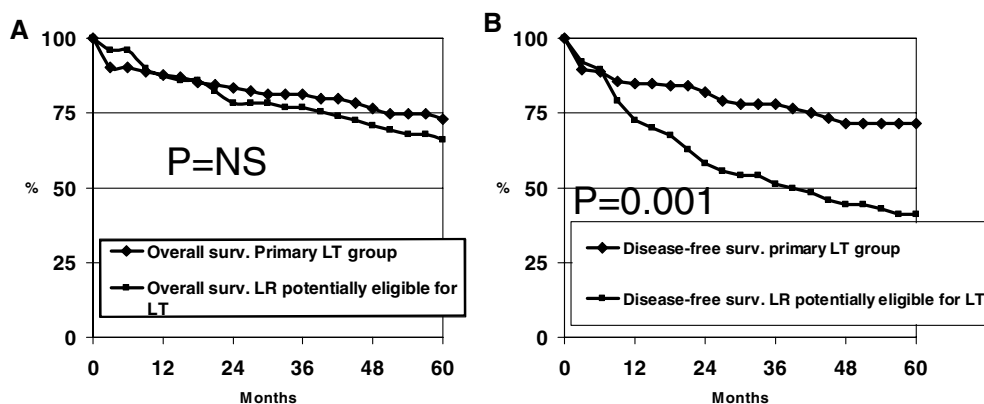 A
100
75
%
50
25
0
P=NS
Overall surv. Primary LT group
Overall surv. LR potentially eligible for
LT
0 12 24 36 48 60
Months
B
100
75
%
50
25
0
P=0.001
Disease-free surv. primary LT group
Disease-free surv. LR potentially eligible for LT
0 12 24 36 48 60
Months